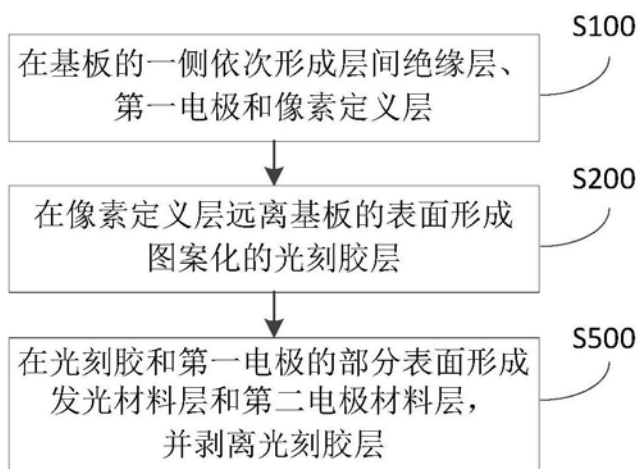 S100
在基板的一侧依次形成层间绝缘层、
第一电极和像素定义层
S200
在像素定义层远离基板的表面形成
图案化的光刻胶层
S500
在光刻胶和第一电极的部分表面形成
发光材料层和第二电极材料层，
并剥离光刻胶层